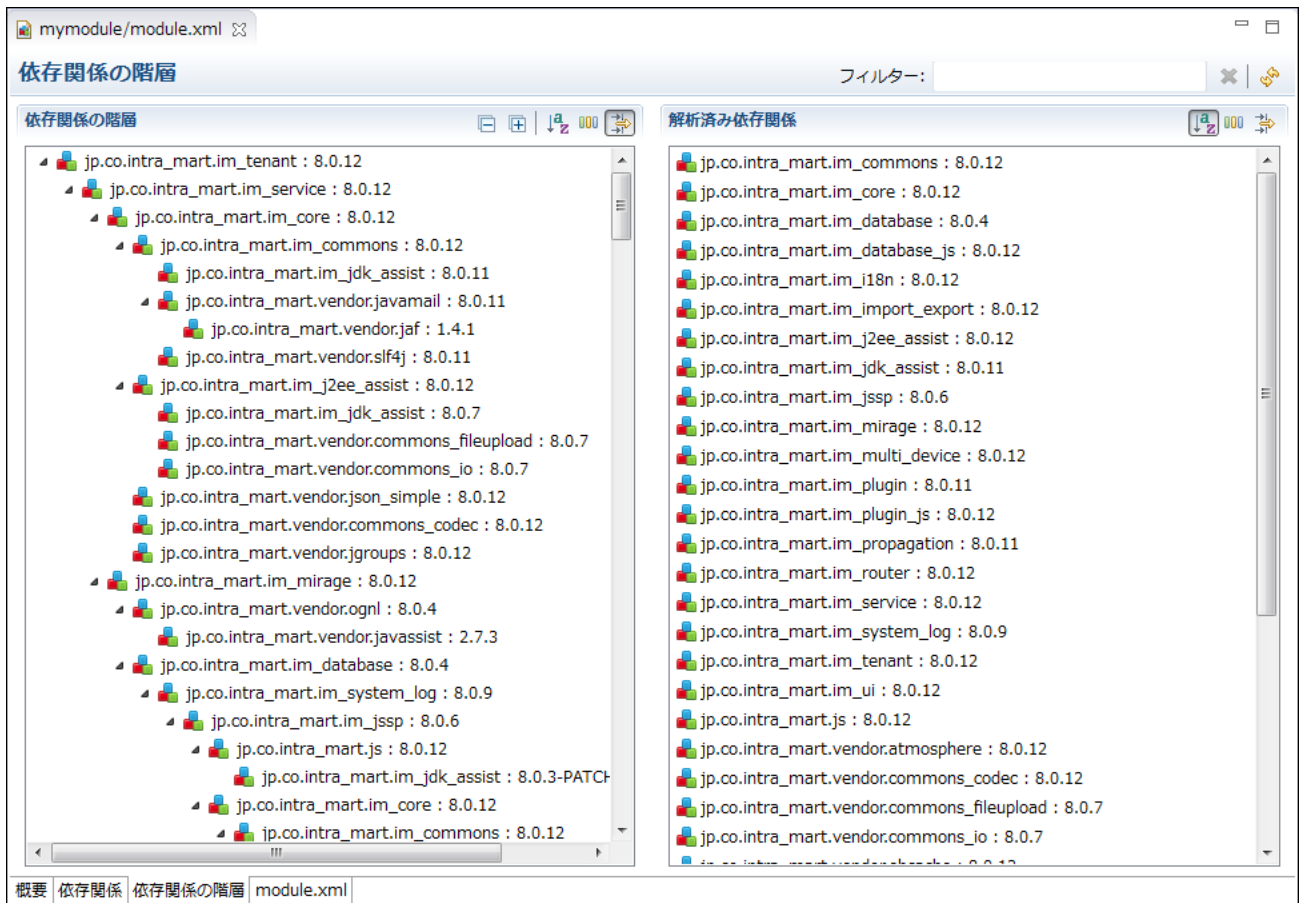 mymodule/module.xml
依存関係の階層
フィルター:
依存関係の階層
jp.co.intra_mart.im_tenant : 8.0.12
jp.co.intra_mart.im_service : 8.0.12
jp.co.intra_mart.im_core : 8.0.12
jp.co.intra_mart.im_commons : 8.0.12
jp.co.intra_mart.im_jdk_assist : 8.0.11
jp.co.intra_mart.vendor.javamail : 8.0.11
jp.co.intra_mart.vendor.jaf : 1.4.1
jp.co.intra_mart.vendor.slf4j : 8.0.11
jp.co.intra_mart.im_j2ee_assist : 8.0.12
jp.co.intra_mart.im_jdk_assist : 8.0.7
jp.co.intra_mart.vendor.commons_fileupload : 8.0.7
jp.co.intra_mart.vendor.commons_io : 8.0.7
jp.co.intra_mart.vendor.json_simple : 8.0.12
jp.co.intra_mart.vendor.commons_codec : 8.0.12
jp.co.intra_mart.vendor.jgroups : 8.0.12
jp.co.intra_mart.im_mirage : 8.0.12
jp.co.intra_mart.vendor.ognl : 8.0.4
jp.co.intra_mart.vendor.javassist : 2.7.3
jp.co.intra_mart.im_database : 8.0.4
jp.co.intra_mart.im_system_log : 8.0.9
jp.co.intra_mart.im_jssp : 8.0.6
jp.co.intra_mart.js : 8.0.12
jp.co.intra_mart.im_jdk_assist : 8.0.3-PATCH
jp.co.intra_mart.im_core : 8.0.12
jp.co.intra_mart.im_commons : 8.0.12
解析済み依存関係
jp.co.intra_mart.im_commons : 8.0.12
jp.co.intra_mart.im_core : 8.0.12
jp.co.intra_mart.im_database : 8.0.4
jp.co.intra_mart.im_database_js : 8.0.12
jp.co.intra_mart.im_i18n : 8.0.12
jp.co.intra_mart.im_import_export : 8.0.12
jp.co.intra_mart.im_j2ee_assist : 8.0.12
jp.co.intra_mart.im_jdk_assist : 8.0.11
jp.co.intra_mart.im_jssp : 8.0.6
jp.co.intra_mart.im_mirage : 8.0.12
jp.co.intra_mart.im_multi_device : 8.0.12
jp.co.intra_mart.im_plugin : 8.0.11
jp.co.intra_mart.im_plugin_js : 8.0.12
jp.co.intra_mart.im_propagation : 8.0.11
jp.co.intra_mart.im_router : 8.0.12
jp.co.intra_mart.im_service : 8.0.12
jp.co.intra_mart.im_system_log : 8.0.9
jp.co.intra_mart.im_tenant : 8.0.12
jp.co.intra_mart.im_ui : 8.0.12
jp.co.intra_mart.js : 8.0.12
jp.co.intra_mart.vendor.atmosphere : 8.0.12
jp.co.intra_mart.vendor.commons_codec : 8.0.12
jp.co.intra_mart.vendor.commons_fileupload : 8.0.7
jp.co.intra_mart.vendor.commons_io : 8.0.7
概要 依存関係 依存関係の階層 module.xml